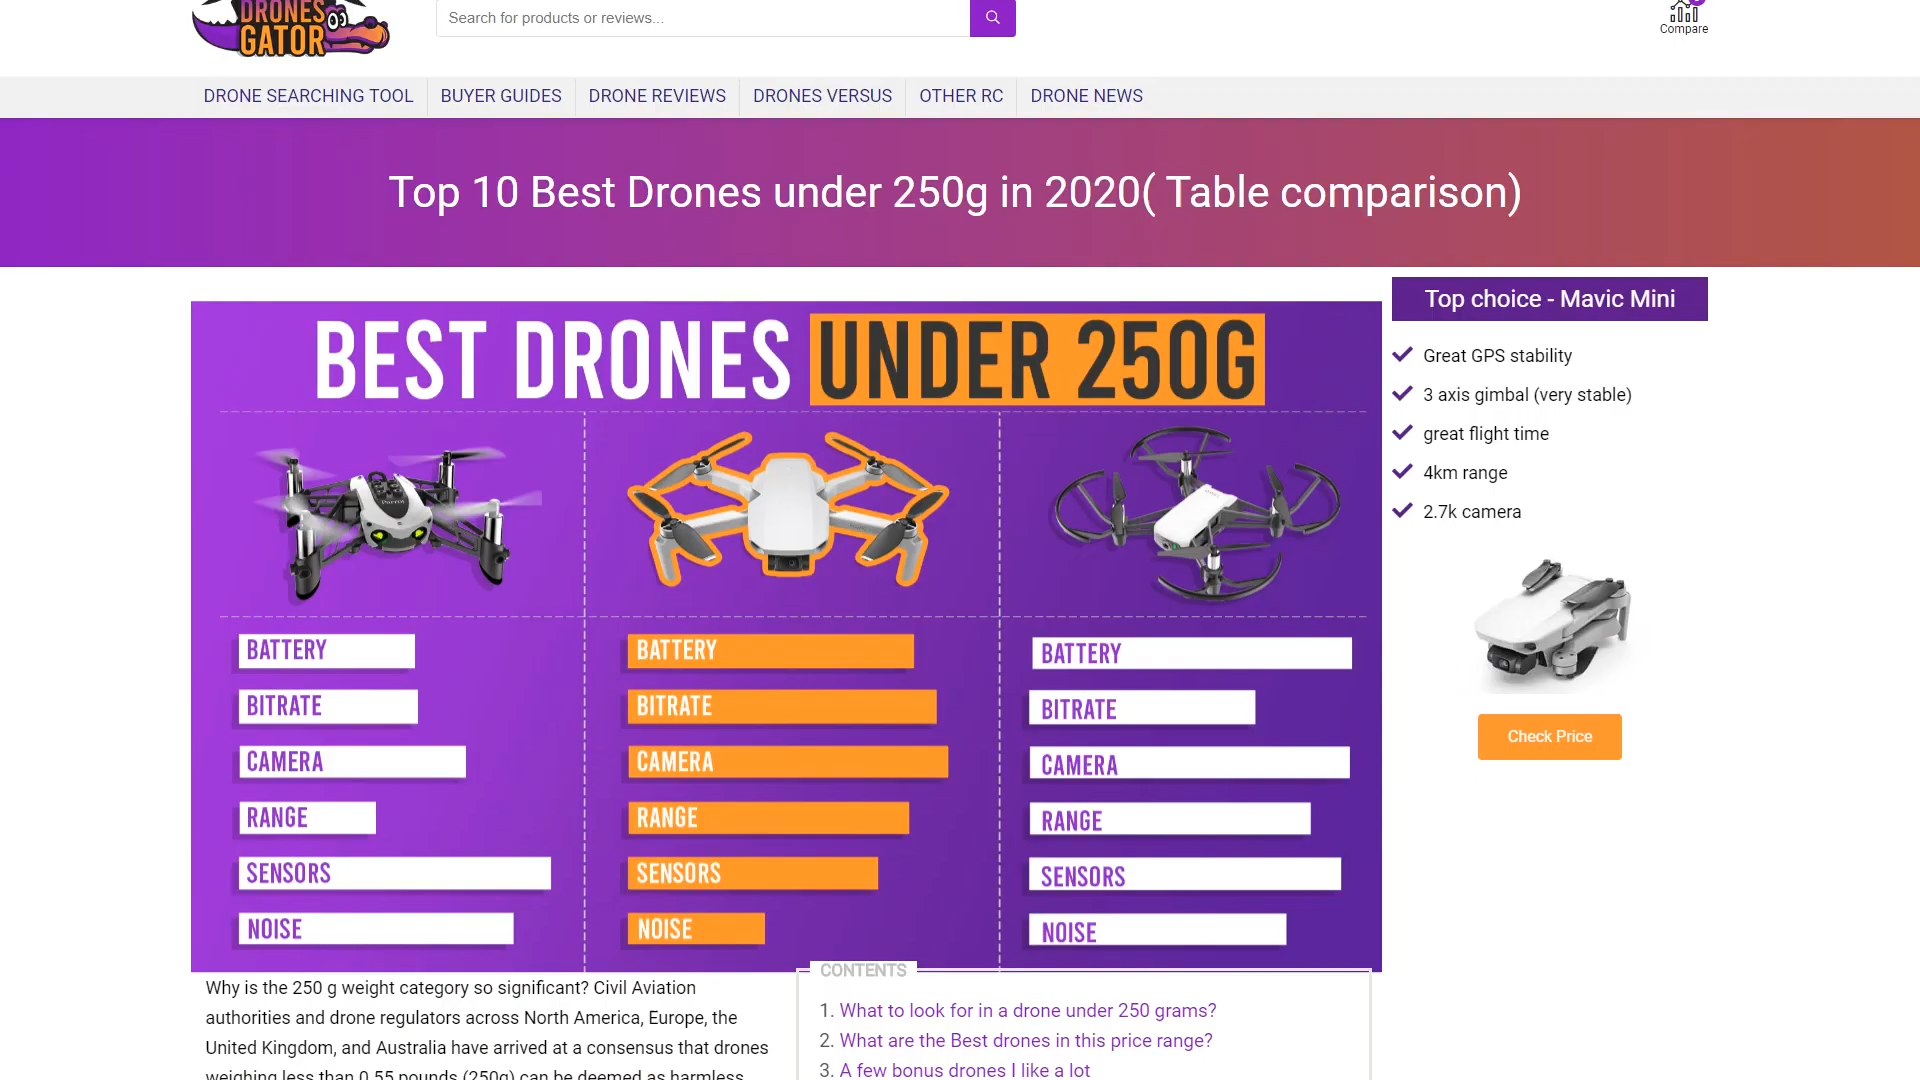 DRONES
GATOR
Search for products or reviews...
Compare
DRONE SEARCHING TOOL
BUYER GUIDES
DRONE REVIEWS
DRONES VERSUS
OTHER RC
DRONE NEWS
Top 10 Best Drones under 250g in 2020( Table comparison)
BEST DRONES UNDER 250G
Parrot
BATTERY
BITRATE
CAMERA
RANGE
SENSORS
NOISE
BATTERY
BITRATE
CAMERA
RANGE
SENSORS
NOISE
BATTERY
BITRATE
CAMERA
RANGE
SENSORS
NOISE
Top choice - Mavic Mini
Great GPS stability
3 axis gimbal (very stable)
great flight time
4km range
2.7k camera
Check Price
Why is the 250 g weight category so significant? Civil Aviation
authorities and drone regulators across North America, Europe, the
United Kingdom, and Australia have arrived at a consensus that drones
weighing less than 0.55 pounds (250g) can be deemed as harmless
CONTENTS
1. What to look for in a drone under 250 grams?
2. What are the Best drones in this price range?
3. A few bonus drones I like a lot